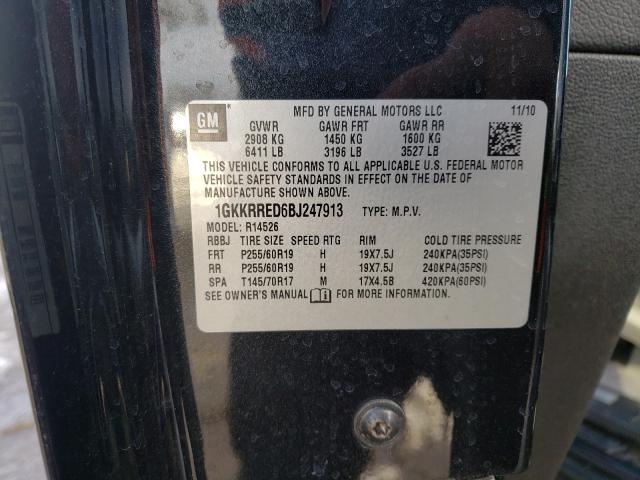 GM
MFD BY GENERAL MOTORS LLC 11/10
GVWR GAWR FRT GAWR RR
2908 KG 1450 KG 1600 KG
6411 LB 3196 LB 3527 LB
THIS VEHICLE CONFORMS TO ALL APPLICABLE U.S. FEDERAL MOTOR
VEHICLE SAFETY STANDARDS IN EFFECT ON THE DATE OF
MANUFACTURE SHOWN ABOVE.
1GKKRRED6BJ247913 TYPE: M.P.V.
MODEL: R14526
RBBJ TIRE SIZE SPEED RTG RIM COLD TIRE PRESSURE
FRT P255/60R19 H 19X7.5J 240KPA(35PSI)
RR P255/60R19 H 19X7.5J 240KPA(35PSI)
SPA T145/70R17 M 17X4.5B 420KPA(60PSI)
SEE OWNER'S MANUAL FOR MORE INFORMATION.